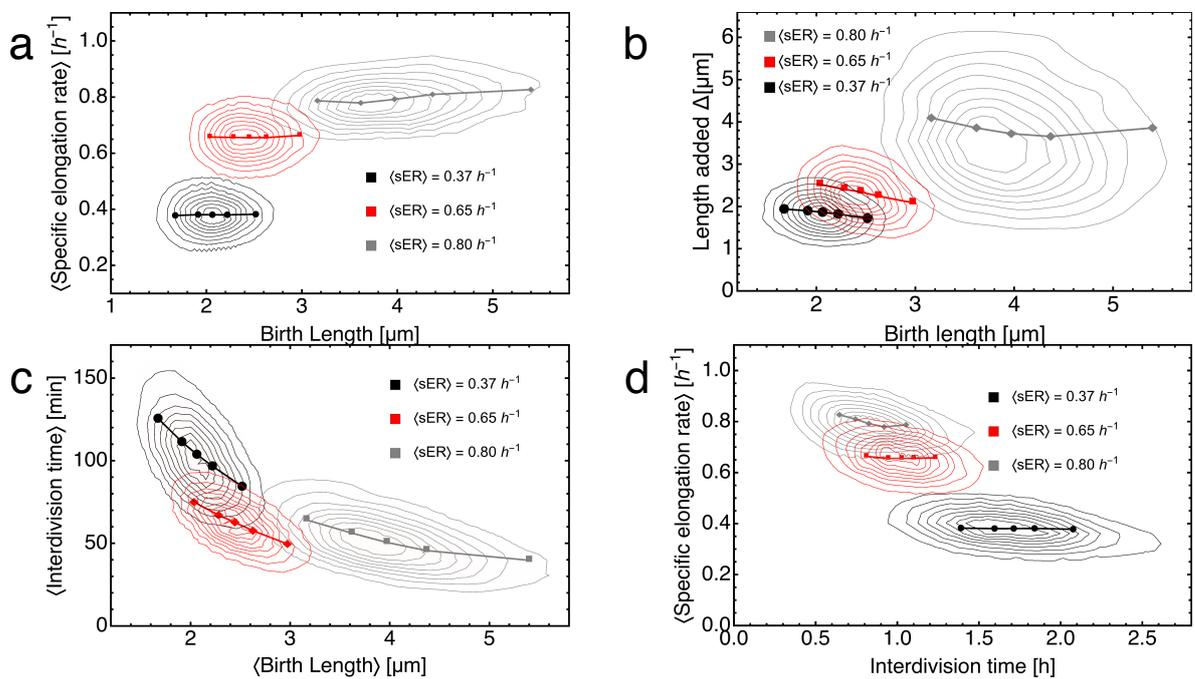 a
⟨Specific elongation rate⟩ [h⁻¹]
1.0
0.8
0.6
0.4
0.2
⟨sER⟩ = 0.37 h⁻¹
⟨sER⟩ = 0.65 h⁻¹
⟨sER⟩ = 0.80 h⁻¹
1 2 3 4 5
Birth Length [µm]
b
Length added Δ[µm]
6
5
4
3
2
1
0
⟨sER⟩ = 0.80 h⁻¹
⟨sER⟩ = 0.65 h⁻¹
⟨sER⟩ = 0.37 h⁻¹
2 3 4 5
Birth length [µm]
c
⟨Interdivision time⟩ [min]
150
100
50
0
⟨sER⟩ = 0.37 h⁻¹
⟨sER⟩ = 0.65 h⁻¹
⟨sER⟩ = 0.80 h⁻¹
2 3 4 5
⟨Birth Length⟩ [µm]
d
⟨Specific elongation rate⟩ [h⁻¹]
1.0
0.8
0.6
0.4
0.2
0.0
⟨sER⟩ = 0.37 h⁻¹
⟨sER⟩ = 0.65 h⁻¹
⟨sER⟩ = 0.80 h⁻¹
0.0 0.5 1.0 1.5 2.0 2.5
Interdivision time [h]